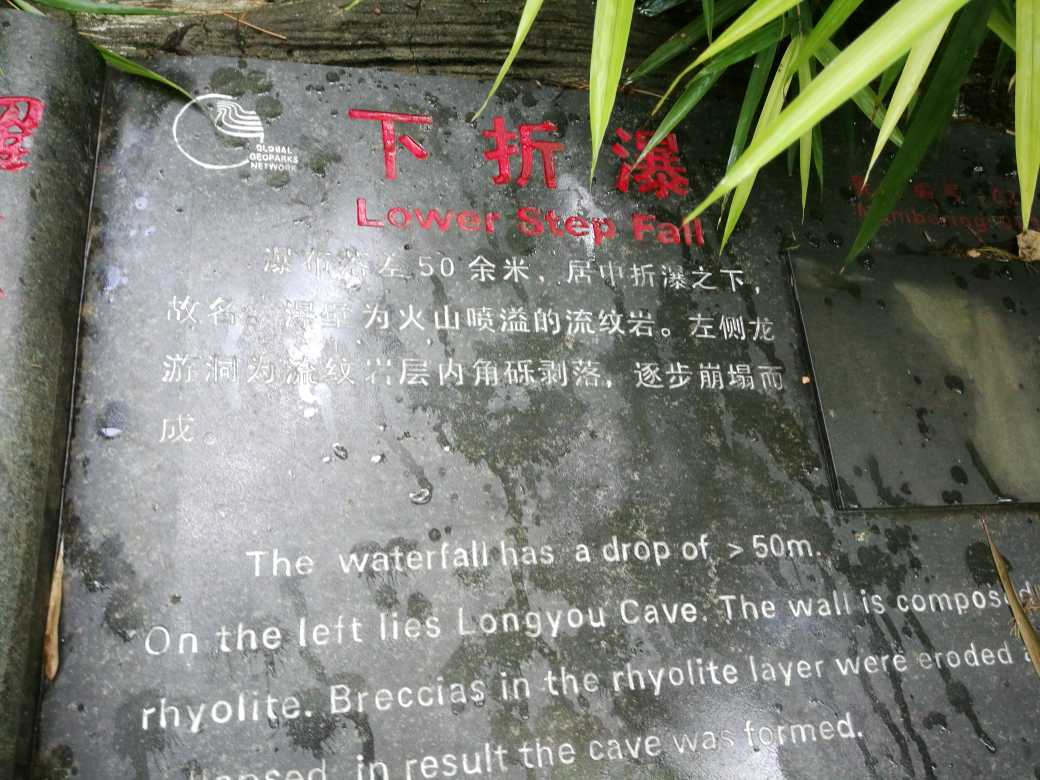 GLOBAL
GEOPARKS
NETWORK
下折瀑
Lower Step Fall
瀑布落差50余米，居中折瀑之下，
故名。瀑壁为火山喷溢的流纹岩。左侧龙
游洞为流纹岩层内角砾剥落，逐步崩塌而
成。
The waterfall has a drop of >50m.
On the left lies Longyou Cave. The wall is composed
rhyolite. Breccias in the rhyolite layer were eroded
in result the cave was formed.